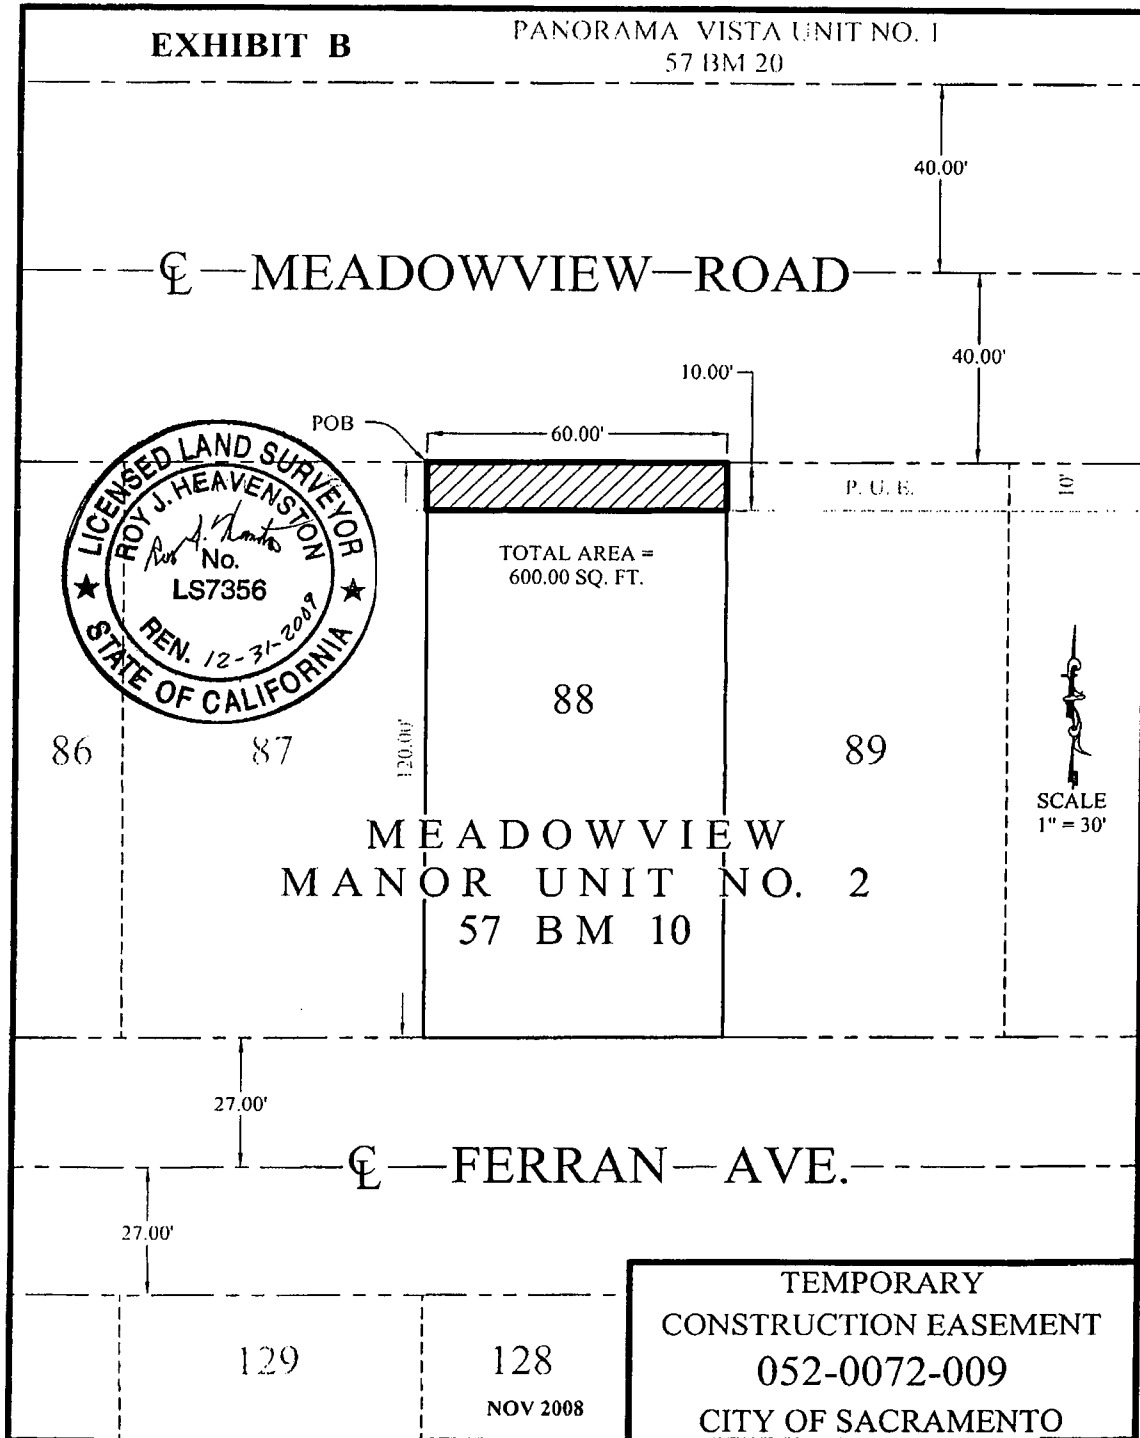 EXHIBIT B
PANORAMA VISTA UNIT NO. 1
57 BM 20
40.00'
℄ MEADOWVIEW ROAD
40.00'
10.00'
POB
60.00'
P. U. E.
10'
LICENSED LAND SURVEYOR
ROY J. HEAVENSTON
No.
LS7356
REN. 12-31-2009
STATE OF CALIFORNIA
TOTAL AREA =
600.00 SQ. FT.
88
86
87
120.00'
89
SCALE
1" = 30'
MEADOWVIEW
MANOR UNIT NO. 2
57 BM 10
27.00'
℄ FERRAN AVE.
27.00'
129
128
NOV 2008
TEMPORARY
CONSTRUCTION EASEMENT
052-0072-009
CITY OF SACRAMENTO